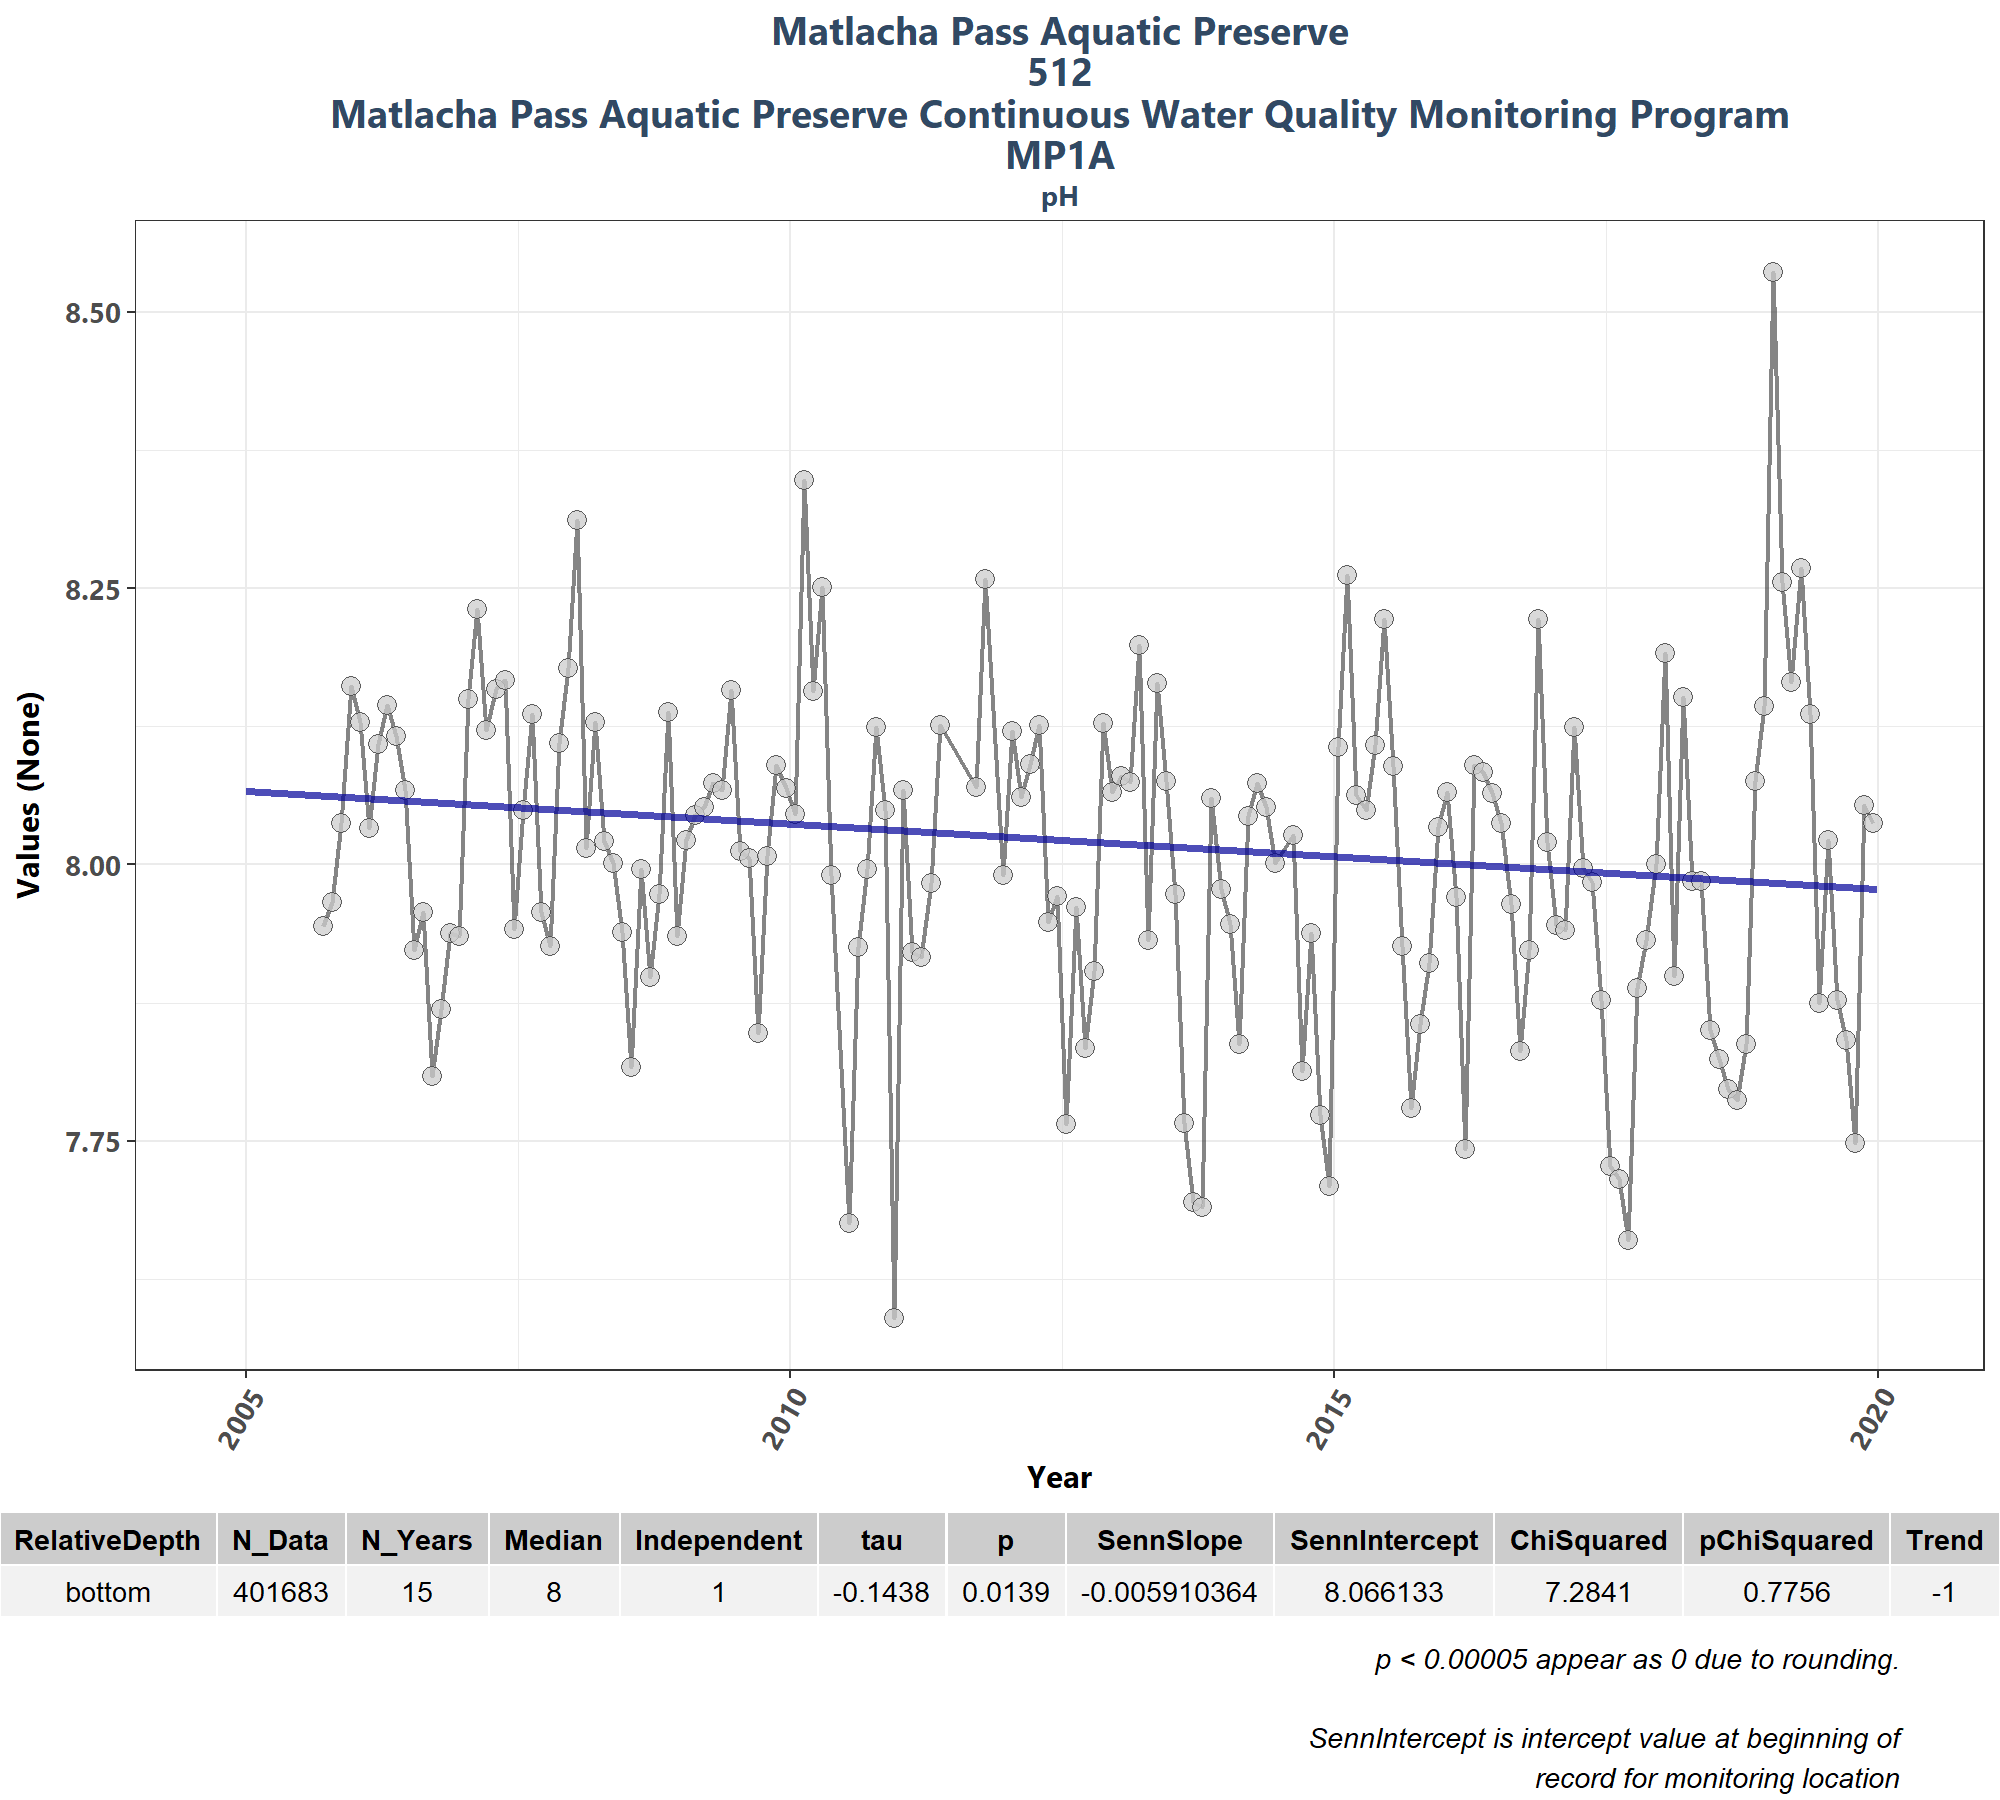 Matlacha Pass Aquatic Preserve
512
Matlacha Pass Aquatic Preserve Continuous Water Quality Monitoring Program
MP1A
pH
Values (None)
8.50
8.25
8.00
7.75
2005 2010 2015 2020
Year
RelativeDepth N_Data N_Years Median Independent tau p SennSlope SennIntercept ChiSquared pChiSquared Trend
bottom 401683 15 8 1 -0.1438 0.0139 -0.005910364 8.066133 7.2841 0.7756 -1
p < 0.00005 appear as 0 due to rounding.
SennIntercept is intercept value at beginning of
record for monitoring location